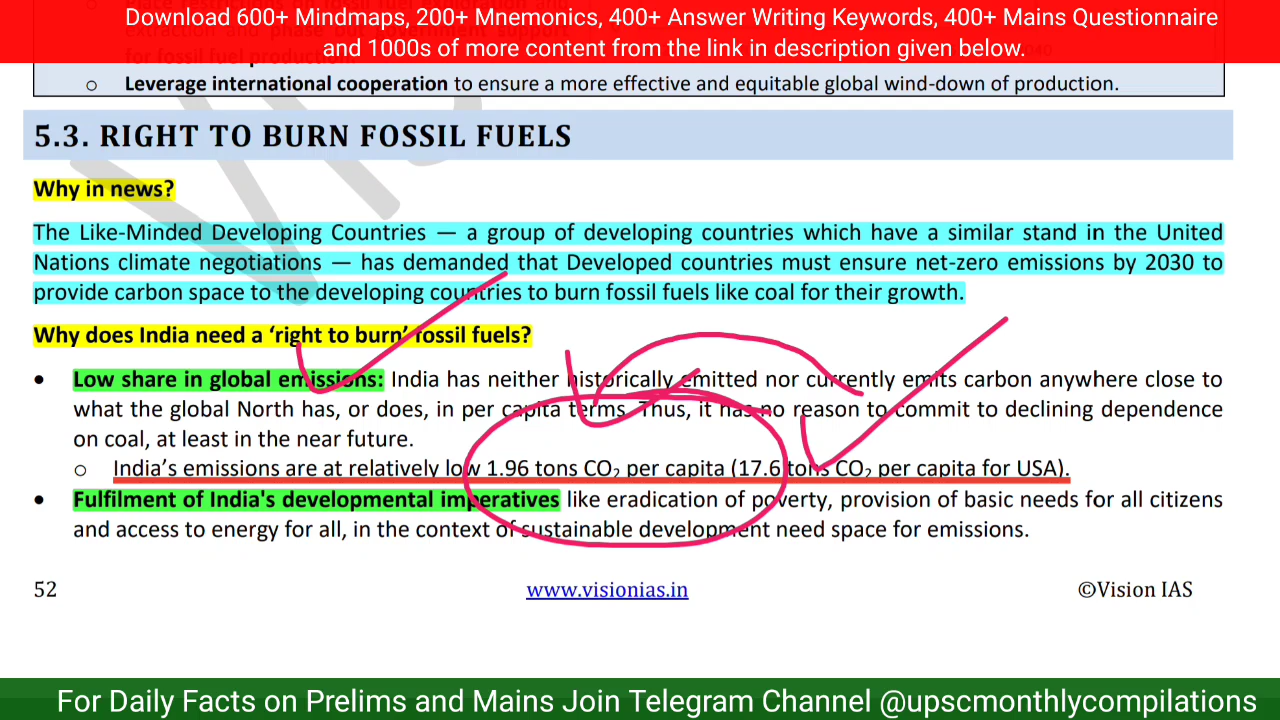 Download 600+ Mindmaps, 200+ Mnemonics, 400+ Answer Writing Keywords, 400+ Mains Questionnaire
and 1000s of more content from the link in description given below.
for fossil fuel production.
o Leverage international cooperation to ensure a more effective and equitable global wind-down of production.
5.3. RIGHT TO BURN FOSSIL FUELS
Why in news?
The Like-Minded Developing Countries — a group of developing countries which have a similar stand in the United
Nations climate negotiations — has demanded that Developed countries must ensure net-zero emissions by 2030 to
provide carbon space to the developing countries to burn fossil fuels like coal for their growth.
Why does India need a ‘right to burn’ fossil fuels?
• Low share in global emissions: India has neither historically emitted nor currently emits carbon anywhere close to
what the global North has, or does, in per capita terms. Thus, it has no reason to commit to declining dependence
on coal, at least in the near future.
o India’s emissions are at relatively low 1.96 tons CO₂ per capita (17.6 tons CO₂ per capita for USA).
• Fulfilment of India's developmental imperatives like eradication of poverty, provision of basic needs for all citizens
and access to energy for all, in the context of sustainable development need space for emissions.
52 www.visionias.in ©Vision IAS
For Daily Facts on Prelims and Mains Join Telegram Channel @upscmonthlycompilations